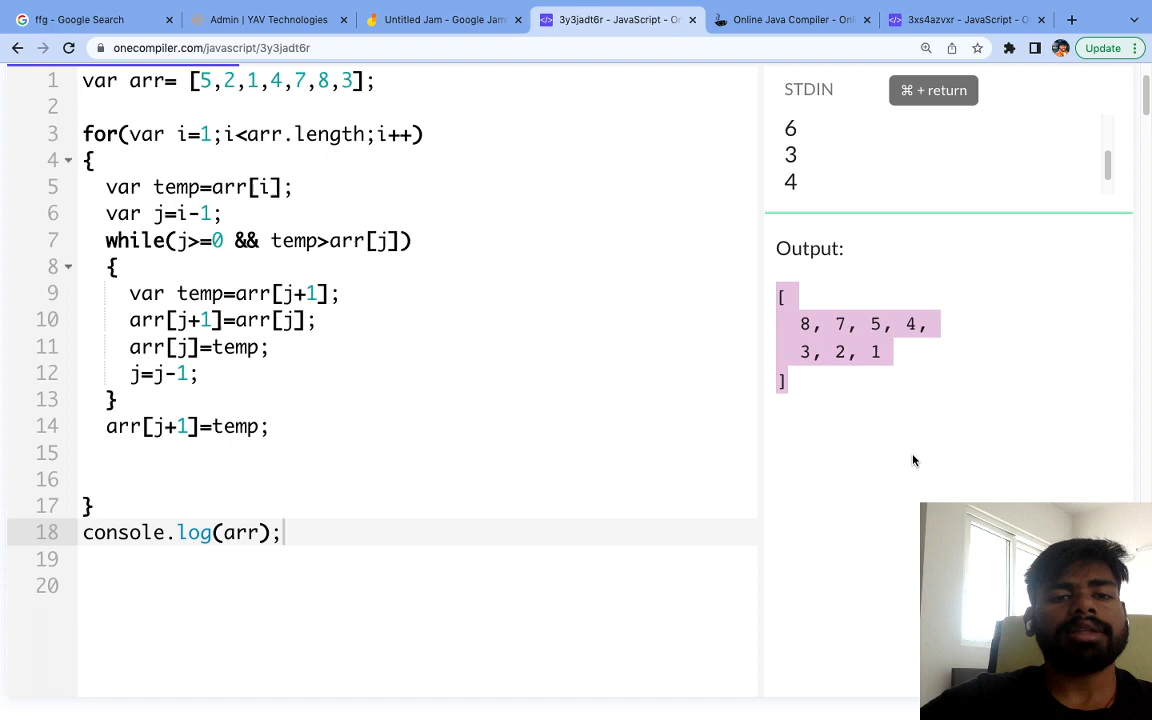 ffg - Google Search
Admin | YAV Technologies
Untitled Jam - Google Jam
3y3jadt6r - JavaScript - On
Online Java Compiler - Onl
3xs4azvxr - JavaScript - O
onecompiler.com/javascript/3y3jadt6r
Update
1 var arr= [5,2,1,4,7,8,3];
2
3 for(var i=1;i<arr.length;i++)
4 {
5 var temp=arr[i];
6 var j=i-1;
7 while(j>=0 && temp>arr[j])
8 {
9 var temp=arr[j+1];
10 arr[j+1]=arr[j];
11 arr[j]=temp;
12 j=j-1;
13 }
14 arr[j+1]=temp;
15
16
17 }
18 console.log(arr);
19
20
STDIN
⌘ + return
6
3
4
Output:
[
8, 7, 5, 4,
3, 2, 1
]